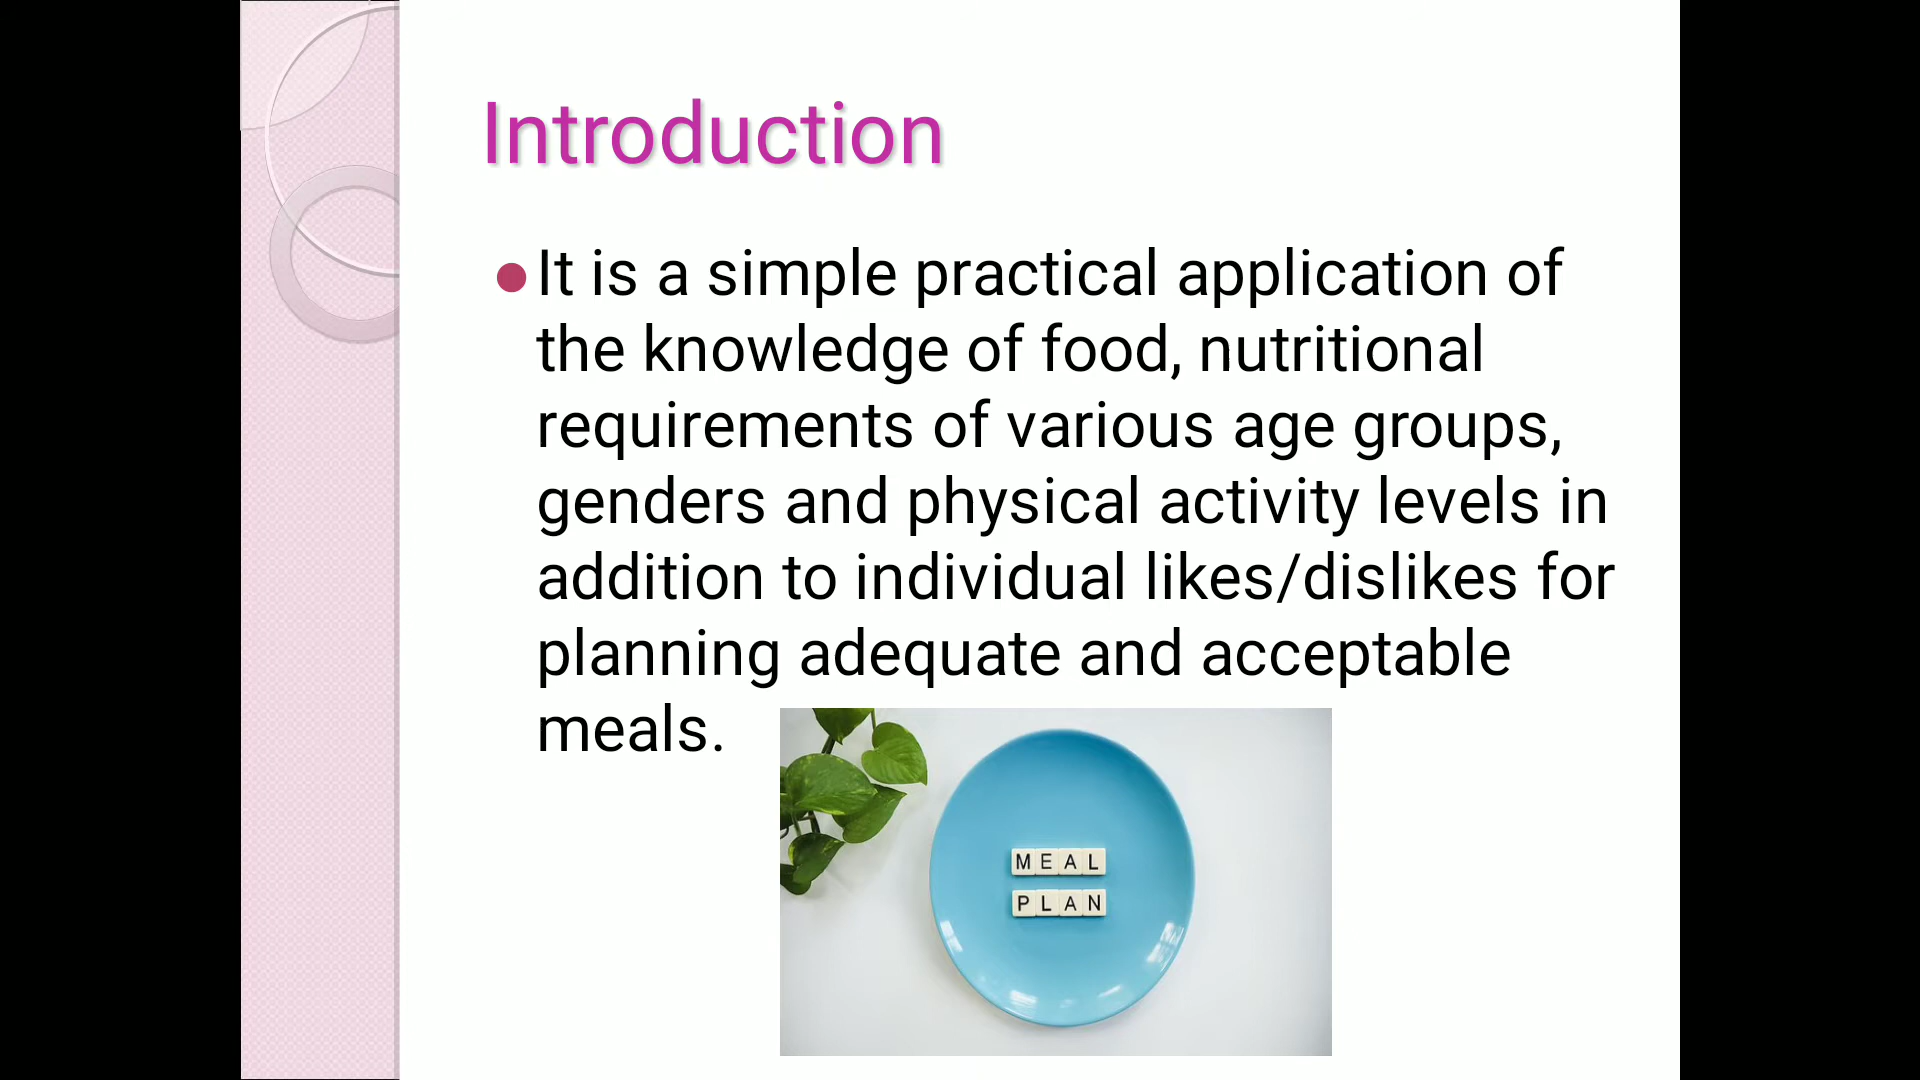 Introduction
It is a simple practical application of
the knowledge of food, nutritional
requirements of various age groups,
genders and physical activity levels in
addition to individual likes/dislikes for
planning adequate and acceptable
meals.
MEAL
PLAN